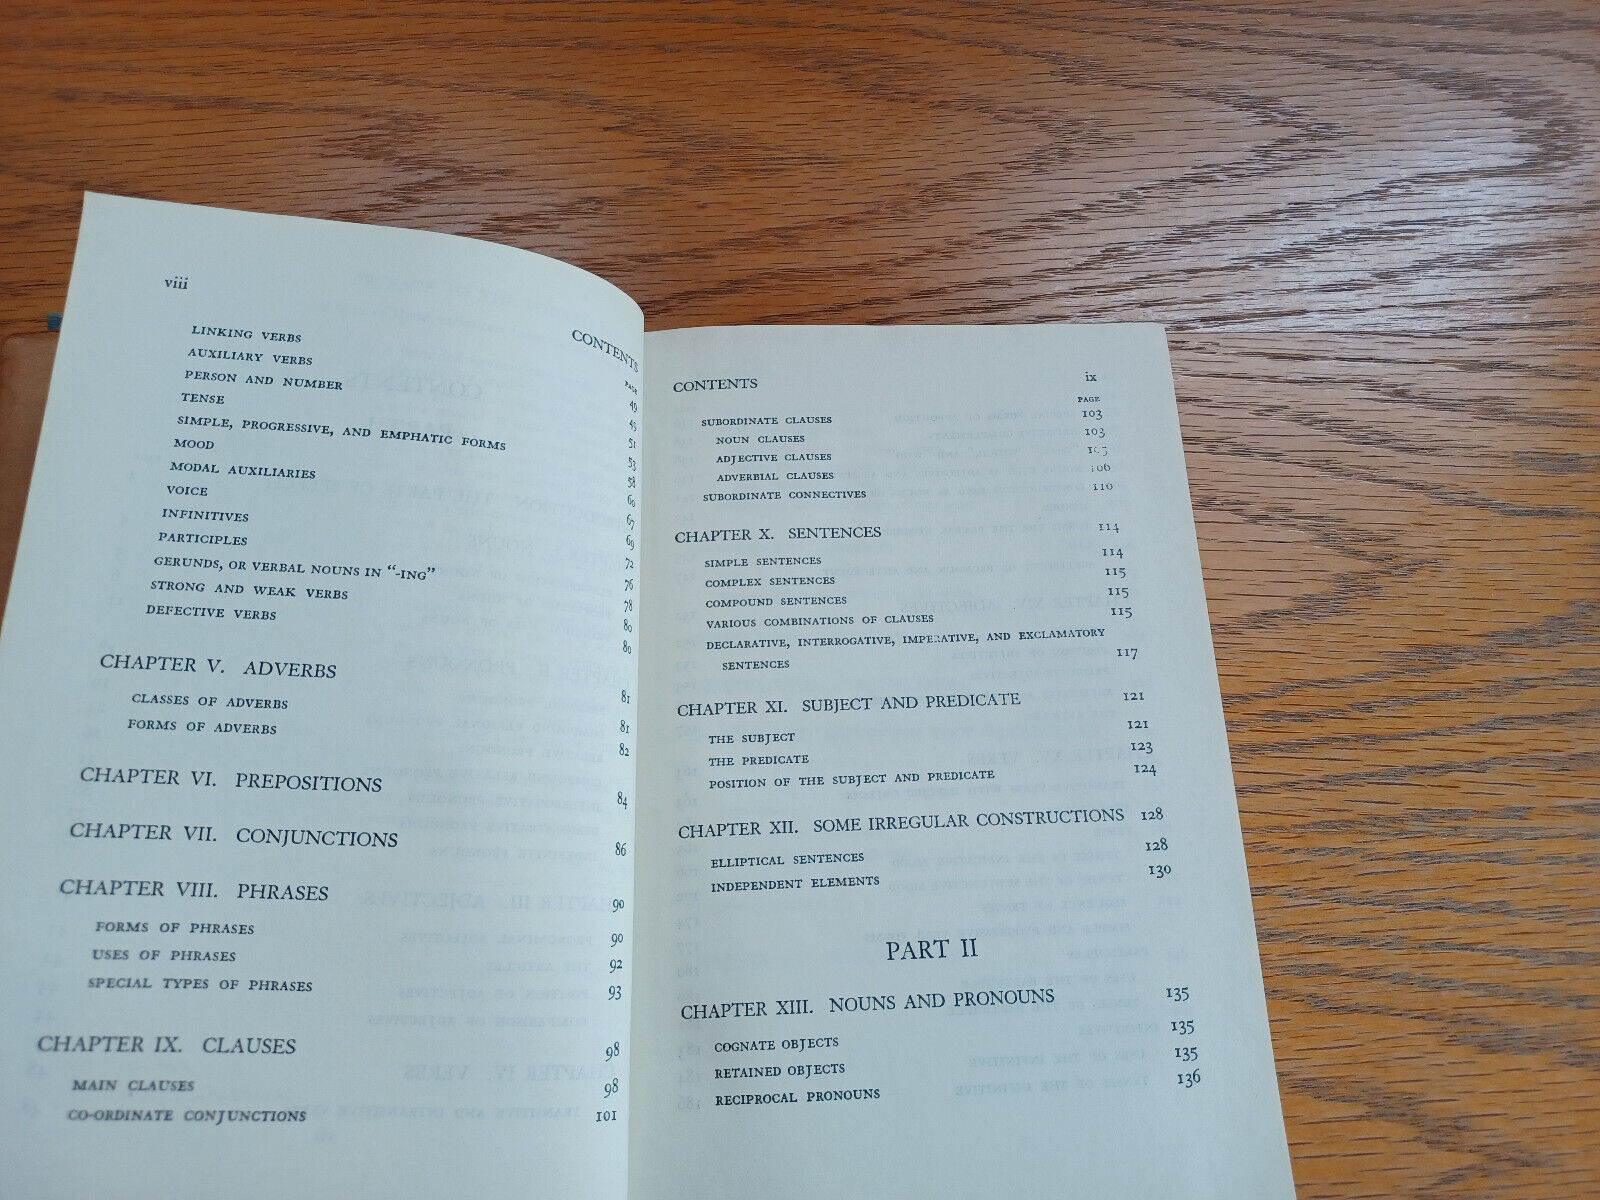 viii
CONTENTS
PAGE
LINKING VERBS 49
AUXILIARY VERBS 49
PERSON AND NUMBER 51
TENSE 53
SIMPLE, PROGRESSIVE, AND EMPHATIC FORMS 58
MOOD 60
MODAL AUXILIARIES 67
VOICE 69
INFINITIVES 72
PARTICIPLES 76
GERUNDS, OR VERBAL NOUNS IN "-ING" 78
STRONG AND WEAK VERBS 80
DEFECTIVE VERBS 80
CHAPTER V. ADVERBS 81
CLASSES OF ADVERBS 81
FORMS OF ADVERBS 82
CHAPTER VI. PREPOSITIONS 84
CHAPTER VII. CONJUNCTIONS 86
CHAPTER VIII. PHRASES 90
FORMS OF PHRASES 90
USES OF PHRASES 92
SPECIAL TYPES OF PHRASES 93
CHAPTER IX. CLAUSES 98
MAIN CLAUSES 98
CO-ORDINATE CONJUNCTIONS 101
CONTENTS ix
PAGE
SUBORDINATE CLAUSES 103
NOUN CLAUSES 103
ADJECTIVE CLAUSES 105
ADVERBIAL CLAUSES 106
SUBORDINATE CONNECTIVES 110
CHAPTER X. SENTENCES 114
SIMPLE SENTENCES 114
COMPLEX SENTENCES 115
COMPOUND SENTENCES 115
VARIOUS COMBINATIONS OF CLAUSES 115
DECLARATIVE, INTERROGATIVE, IMPERATIVE, AND EXCLAMATORY
SENTENCES 117
CHAPTER XI. SUBJECT AND PREDICATE 121
THE SUBJECT 121
THE PREDICATE 123
POSITION OF THE SUBJECT AND PREDICATE 124
CHAPTER XII. SOME IRREGULAR CONSTRUCTIONS 128
ELLIPTICAL SENTENCES 128
INDEPENDENT ELEMENTS 130
PART II
CHAPTER XIII. NOUNS AND PRONOUNS 135
COGNATE OBJECTS 135
RETAINED OBJECTS 135
RECIPROCAL PRONOUNS 136